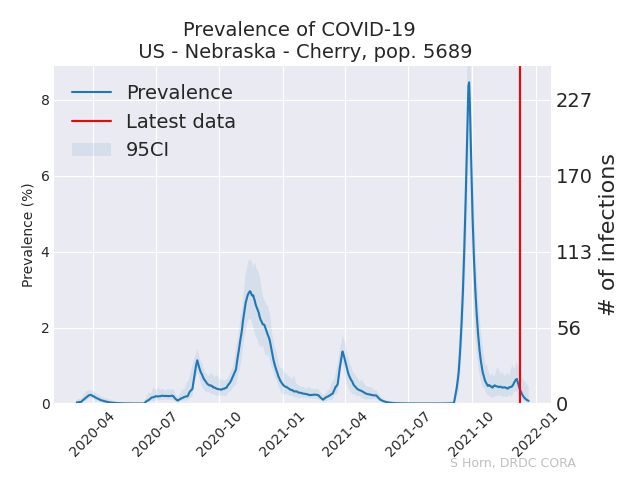 Prevalence of COVID-19
US - Nebraska - Cherry, pop. 5689
Prevalence
Latest data
95CI
Prevalence (%)
8
6
4
2
0
227
170
113
56
0
# of infections
2020-04
2020-07
2020-10
2021-01
2021-04
2021-07
2021-10
2022-01
S Horn, DRDC CORA